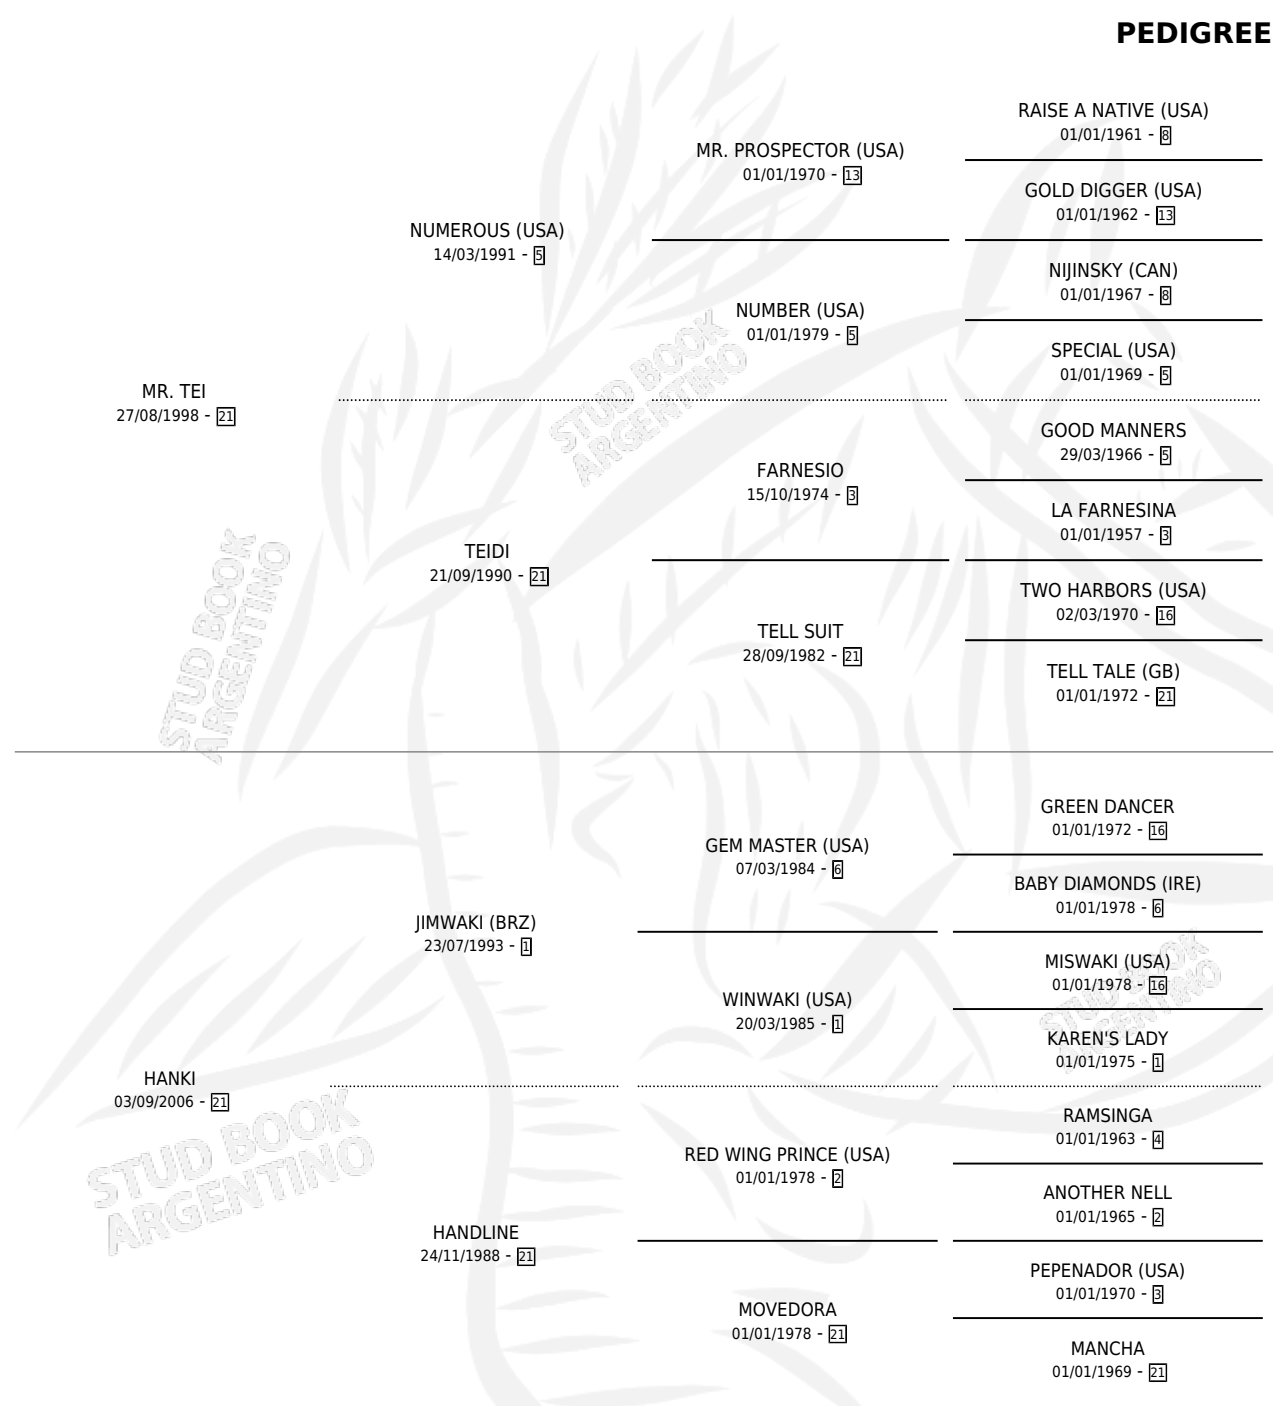 PEDIGREE
RAISE A NATIVE (USA)
01/01/1961 - 8
MR. PROSPECTOR (USA)
01/01/1970 - 13
GOLD DIGGER (USA)
01/01/1962 - 13
NUMEROUS (USA)
14/03/1991 - 5
NIJINSKY (CAN)
01/01/1967 - 8
NUMBER (USA)
01/01/1979 - 5
SPECIAL (USA)
01/01/1969 - 5
MR. TEI
27/08/1998 - 21
GOOD MANNERS
29/03/1966 - 5
FARNESIO
15/10/1974 - 3
LA FARNESINA
01/01/1957 - 3
TEIDI
21/09/1990 - 21
TWO HARBORS (USA)
02/03/1970 - 16
TELL SUIT
28/09/1982 - 21
TELL TALE (GB)
01/01/1972 - 21
GREEN DANCER
01/01/1972 - 16
GEM MASTER (USA)
07/03/1984 - 6
BABY DIAMONDS (IRE)
01/01/1978 - 6
JIMWAKI (BRZ)
23/07/1993 - 1
MISWAKI (USA)
01/01/1978 - 16
WINWAKI (USA)
20/03/1985 - 1
KAREN'S LADY
01/01/1975 - 1
HANKI
03/09/2006 - 21
RAMSINGA
01/01/1963 - 4
RED WING PRINCE (USA)
01/01/1978 - 2
ANOTHER NELL
01/01/1965 - 2
HANDLINE
24/11/1988 - 21
PEPENADOR (USA)
01/01/1970 - 3
MOVEDORA
01/01/1978 - 21
MANCHA
01/01/1969 - 21
STUD BOOK
ARGENTINO
STUD BOOK
ARGENTINO
STUD BOOK
ARGENTINO
STUD BOOK
ARGENTINO